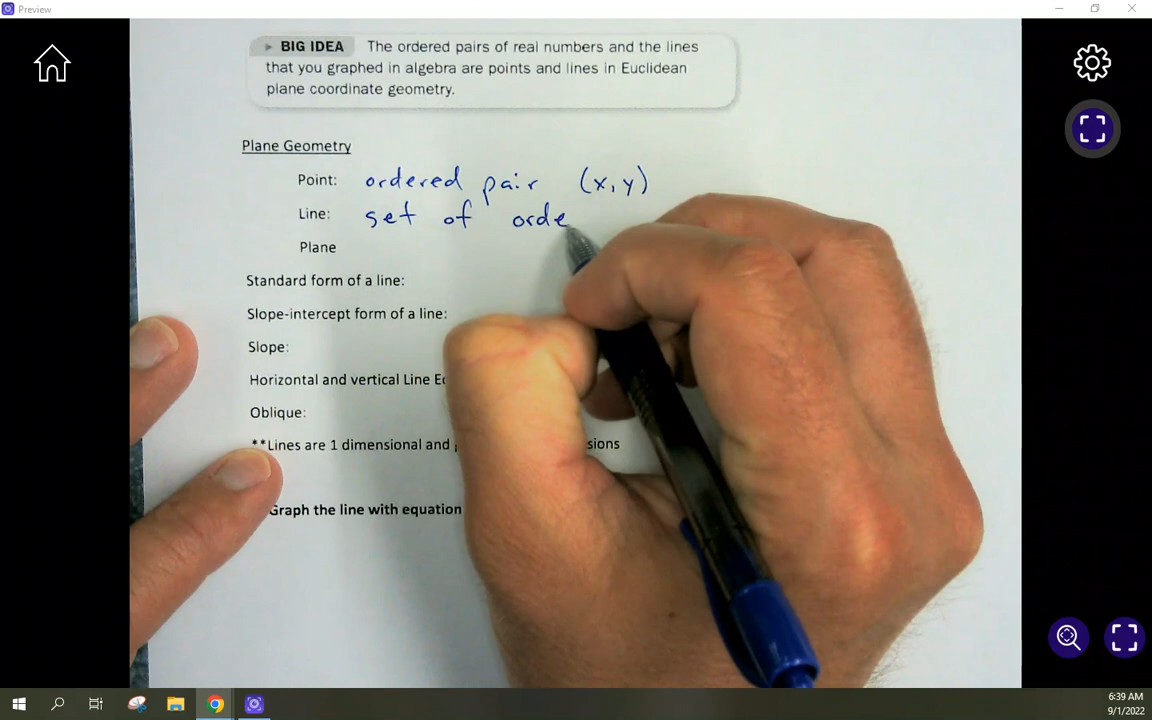 Preview
BIG IDEA The ordered pairs of real numbers and the lines
that you graphed in algebra are points and lines in Euclidean
plane coordinate geometry.
Plane Geometry
Point: ordered pair (x, y)
Line: set of orde
Plane
Standard form of a line:
Slope-intercept form of a line:
Slope:
Horizontal and vertical Line
Oblique:
**Lines are 1 dimensional and
Graph the line with equation
6:39 AM
9/1/2022